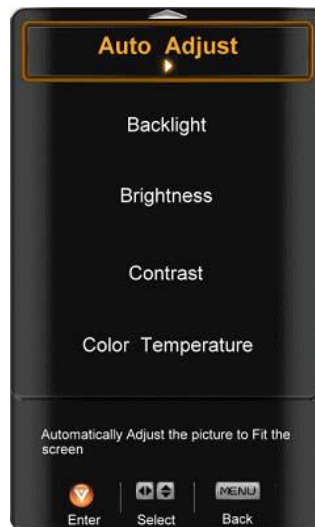 Auto Adjust
Backlight
Brightness
Contrast
Color Temperature
Automatically Adjust the picture to Fit the
screen
MENU
Enter Select Back